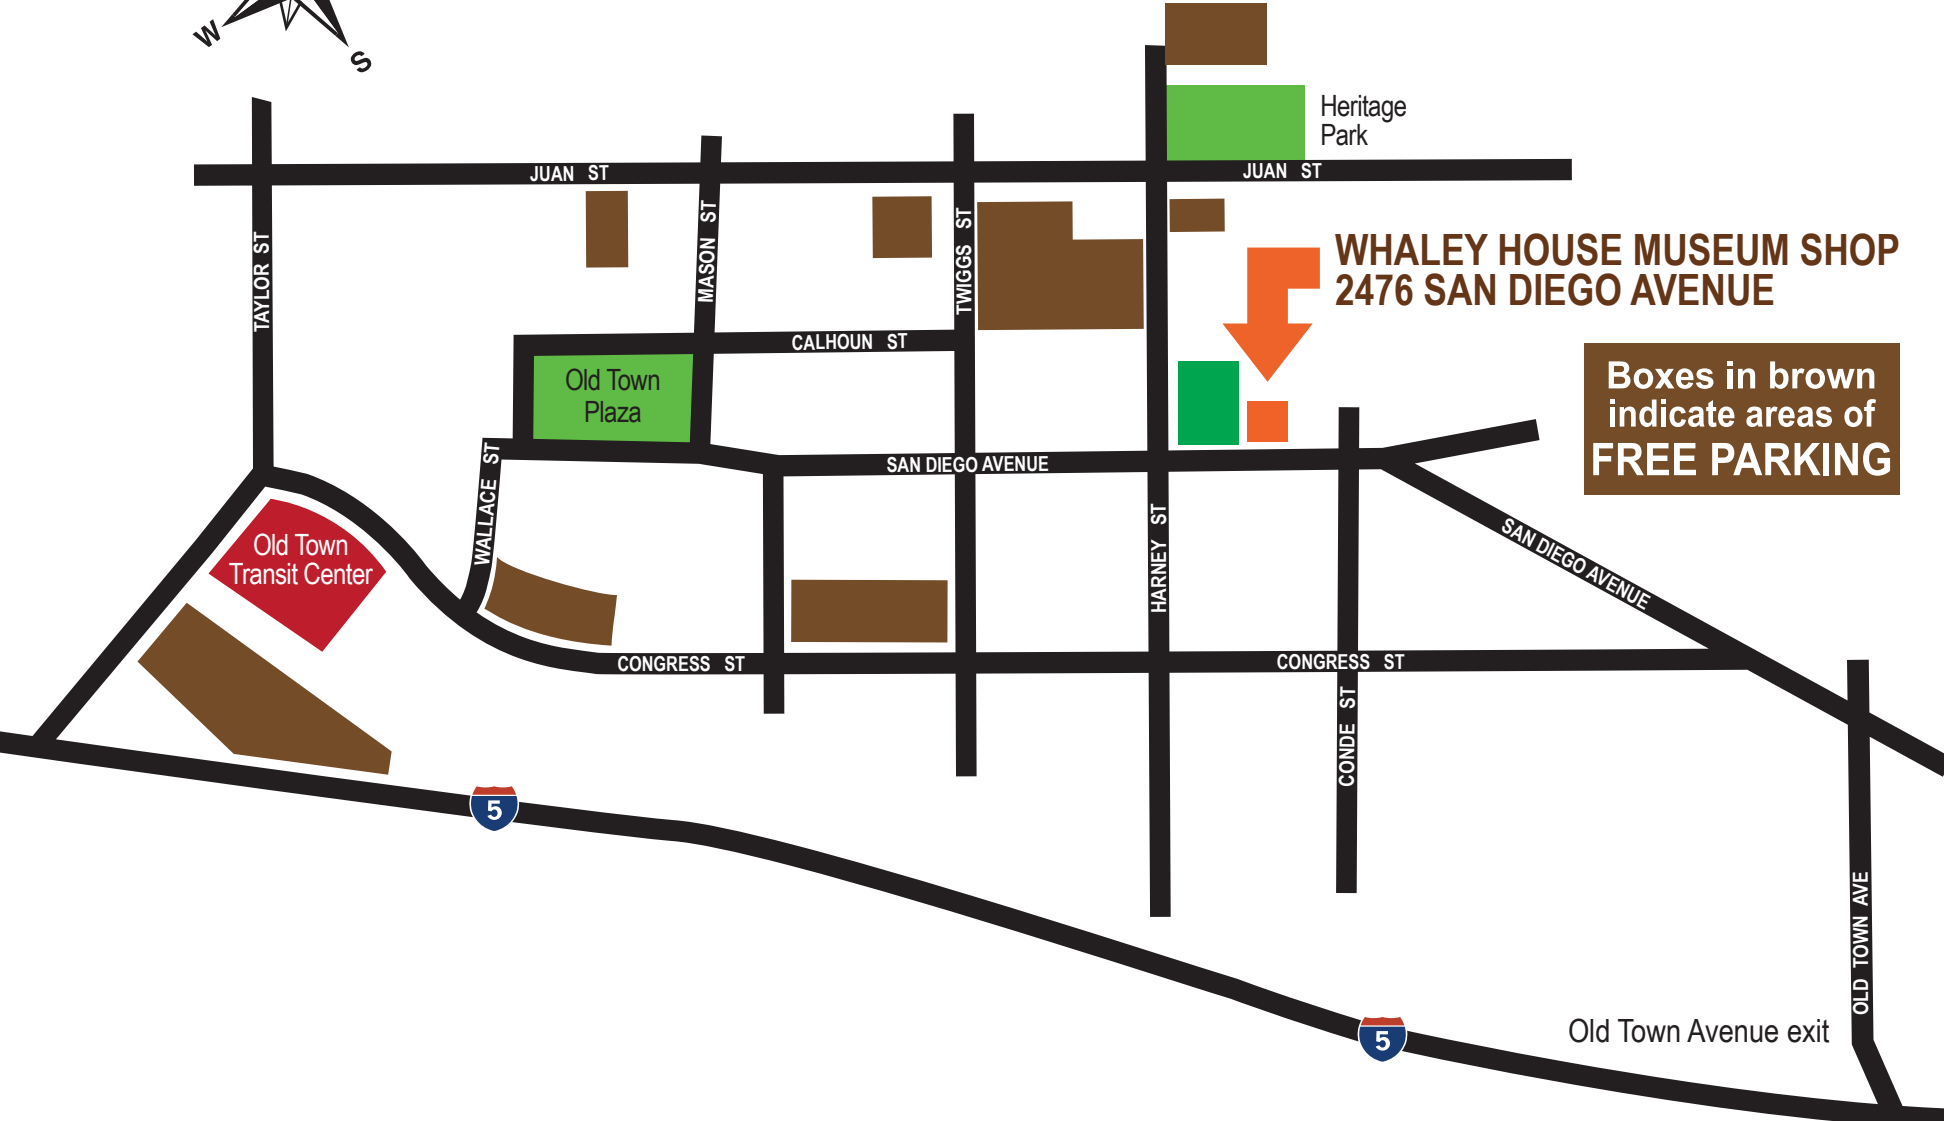 W
S
Heritage
Park
JUAN ST
JUAN ST
TAYLOR ST
MASON ST
TWIGGS ST
WHALEY HOUSE MUSEUM SHOP
2476 SAN DIEGO AVENUE
CALHOUN ST
Old Town
Plaza
Boxes in brown
indicate areas of
FREE PARKING
SAN DIEGO AVENUE
WALLACE ST
HARNEY ST
SAN DIEGO AVENUE
Old Town
Transit Center
CONGRESS ST
CONGRESS ST
CONDE ST
5
OLD TOWN AVE
5
Old Town Avenue exit